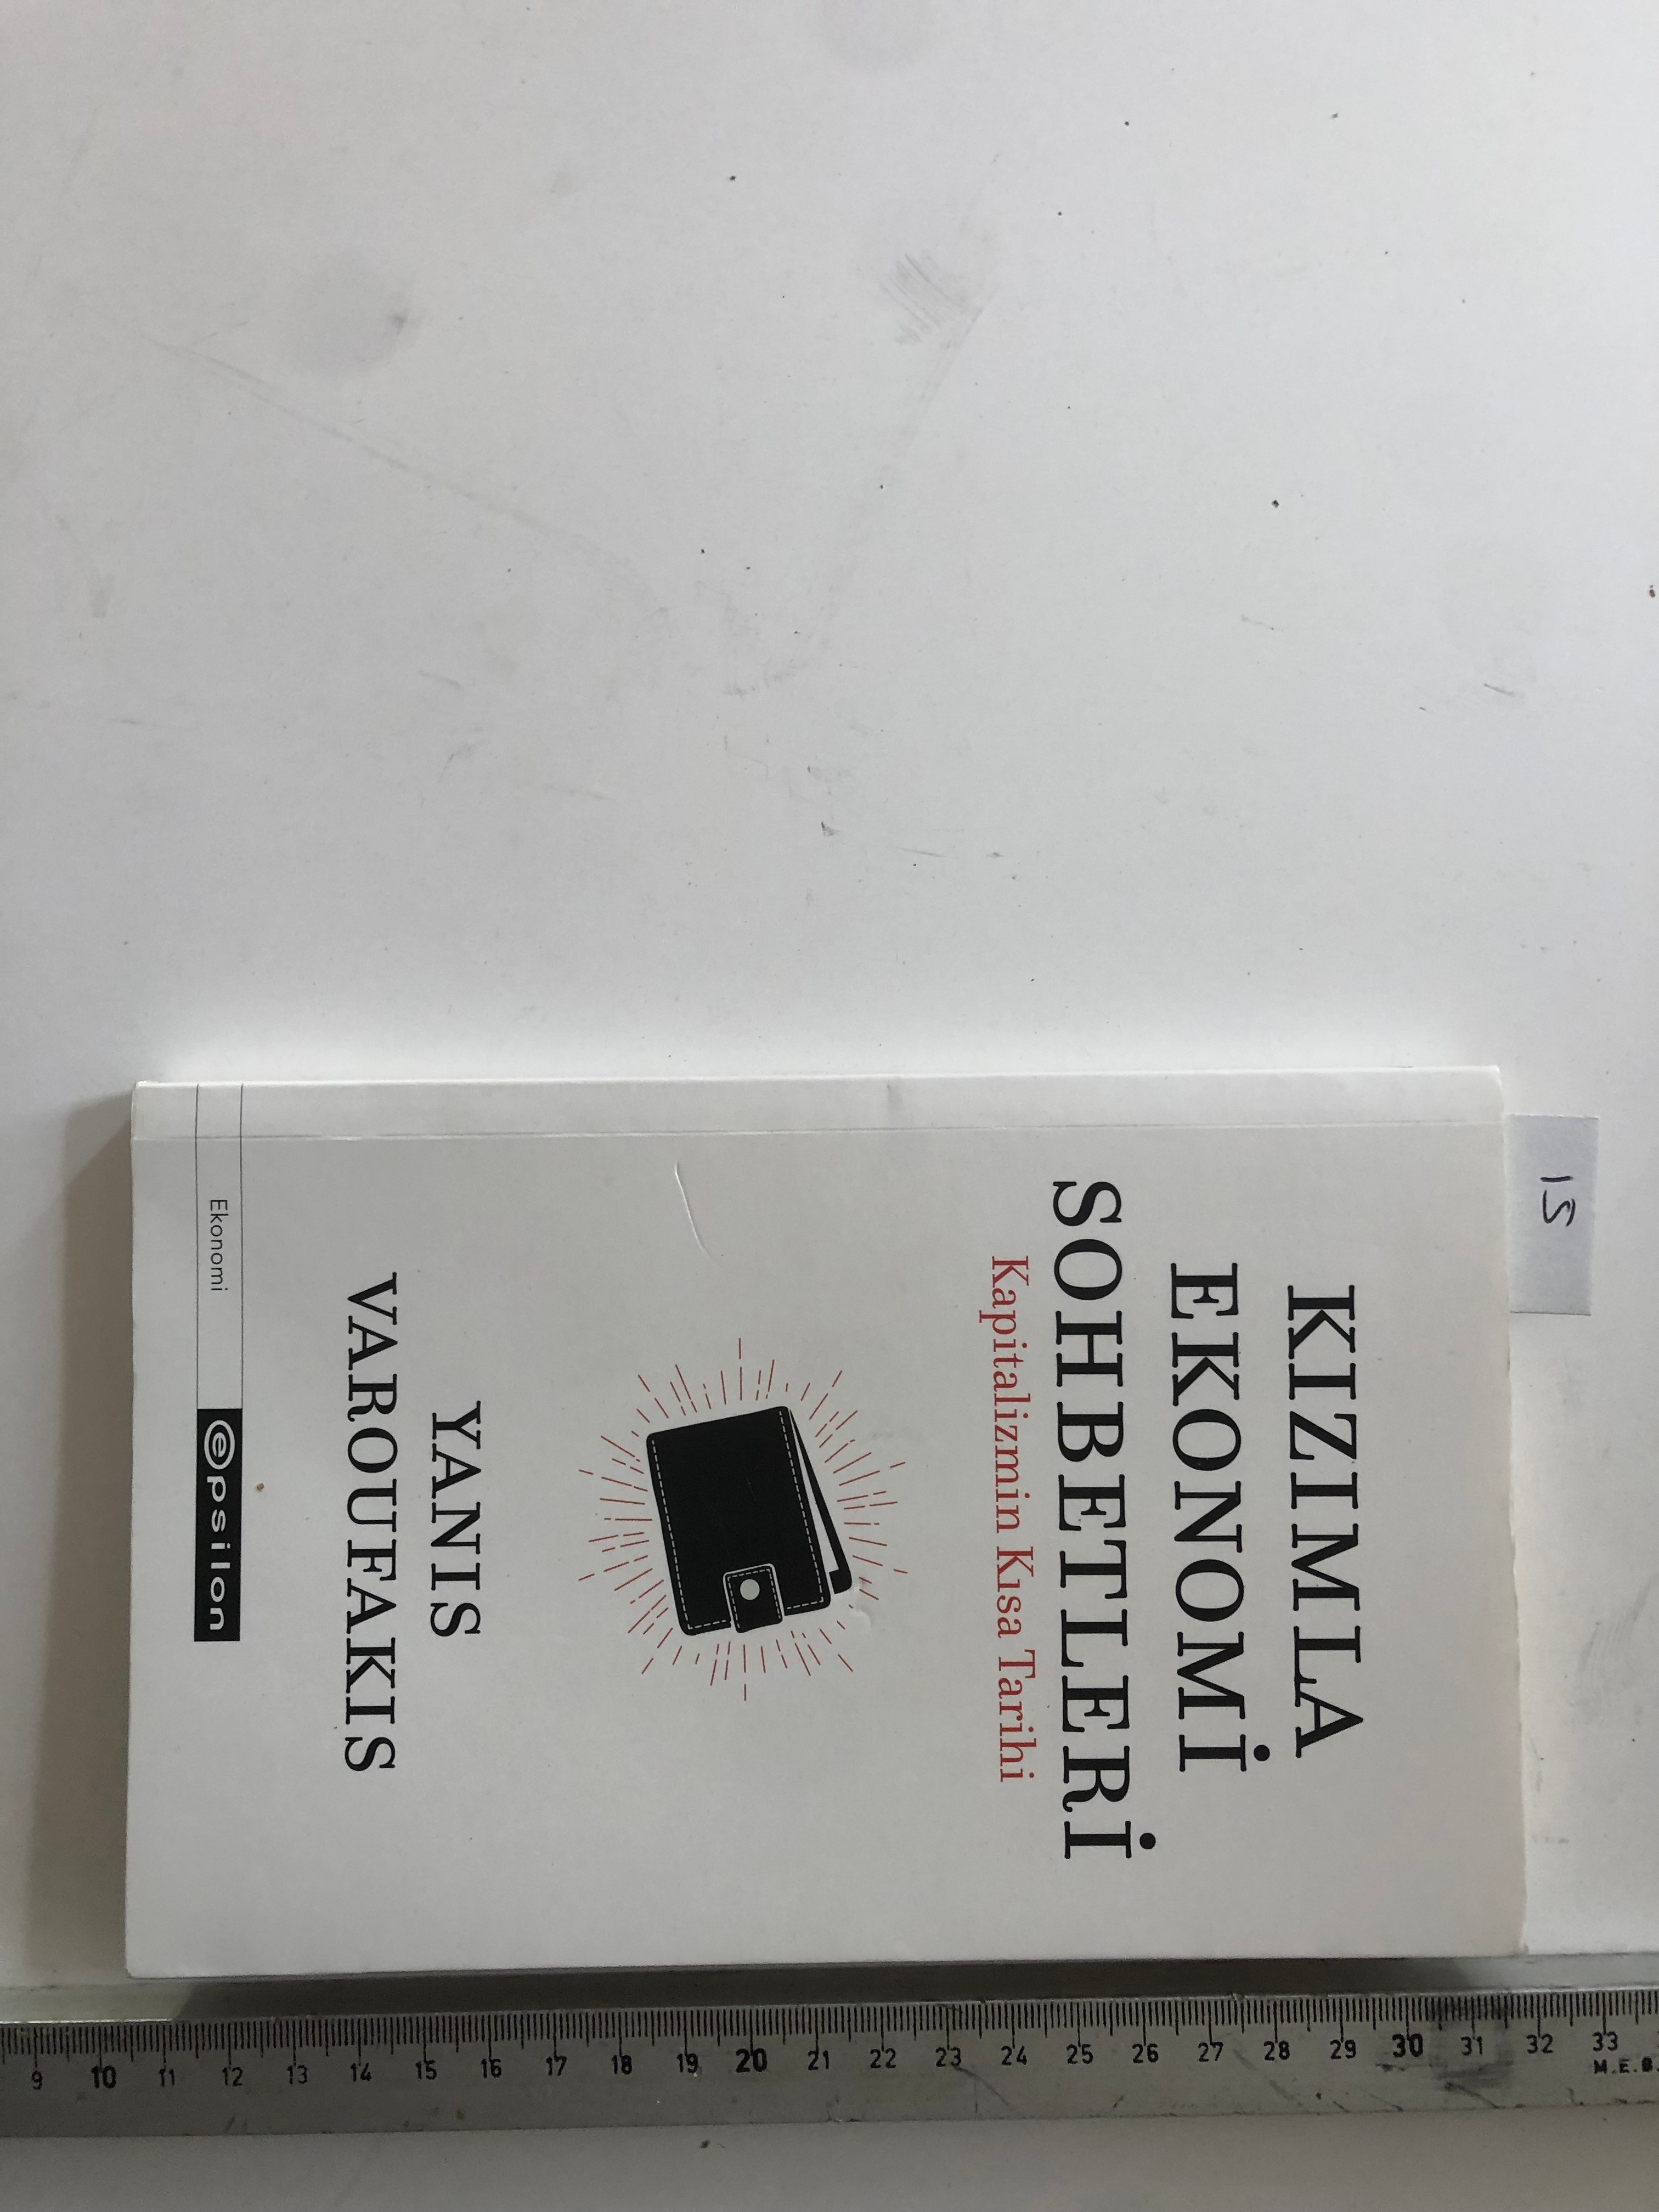 15
KIZIMLA
EKONOMİ
SOHBETLERİ
Kapitalizmin Kısa Tarihi
YANIS
VAROUFAKIS
Ekonomi
epsilon
9 10 11 12 13 14 15 16 17 18 19 20 21 22 23 24 25 26 27 28 29 30 31 32 33
M.E.B.